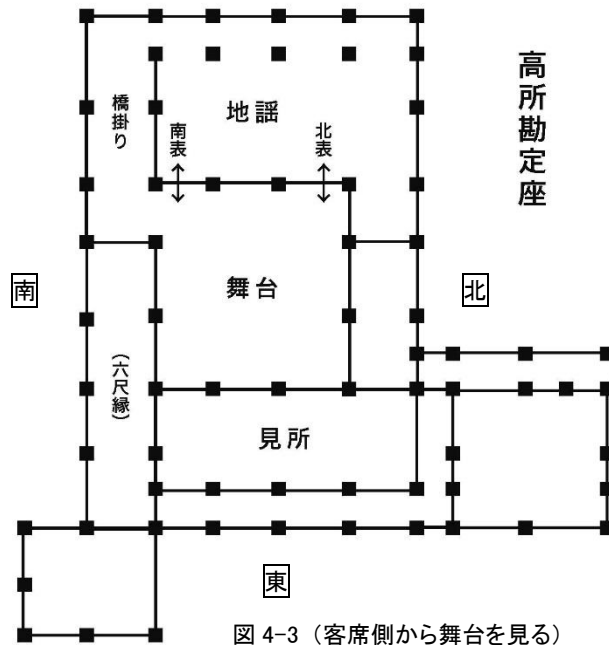 高所勘定座
橋掛り
地謡
南表
北表
舞台
南
北
(六尺縁)
見所
東
図 4-3 (客席側から舞台を見る)